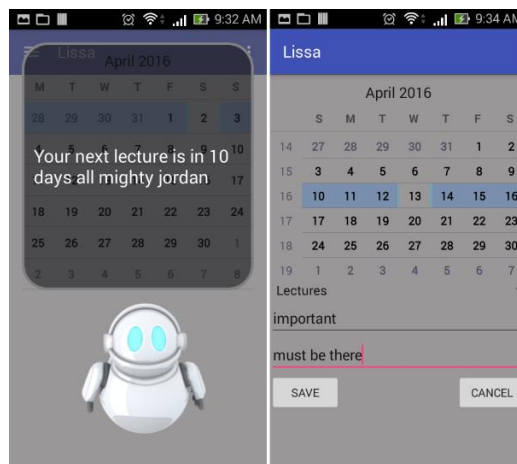 9:32 AM
Lissa
April 2016
M T W T F S S
28 29 30 31 1 2 3
10
Your next lecture is in 10
days all mighty jordan
17
18 19 20 21 22 23 24
25 26 27 28 29 30 1
2 3 4 5 6 7 8
9:34 AM
Lissa
April 2016
S M T W T F S
14 27 28 29 30 31 1 2
15 3 4 5 6 7 8 9
16 10 11 12 13 14 15 16
17 17 18 19 20 21 22 23
18 24 25 26 27 28 29 30
19 1 2 3 4 5 6 7
Lectures
important
must be there
SAVE CANCEL